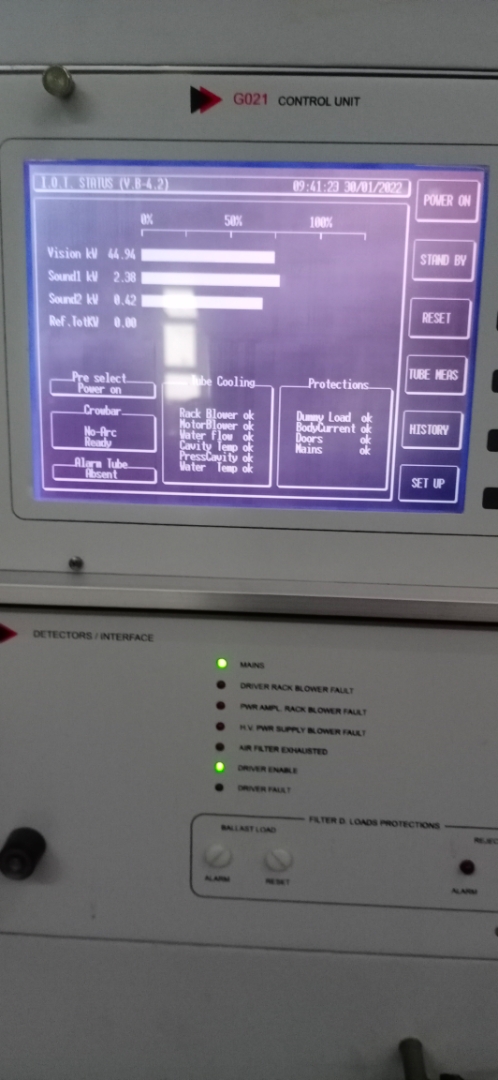 G021 CONTROL UNIT
I.O.T. STATUS (V.B-4.2) 09:41:23 30/01/2022
POWER ON
0% 50% 100%
Vision kW 44.94
STAND BY
Sound1 kW 2.38
Sound2 kW 0.42
RESET
Ref.TotKW 0.00
TUBE MEAS
Pre select
Power on
Crowbar
No-Arc
Ready
Alarm Tube
Absent
Tube Cooling
Rack Blower ok
MotorBlower ok
Water flow ok
Cavity Temp ok
PressCavity ok
Water Temp ok
Protections
Dummy Load ok
BodyCurrent ok
Doors ok
Mains ok
HISTORY
SET UP
DETECTORS / INTERFACE
MAINS
DRIVER RACK BLOWER FAULT
PWR AMPL. RACK BLOWER FAULT
H.V. PWR SUPPLY BLOWER FAULT
AIR FILTER EXHAUSTED
DRIVER ENABLE
DRIVER FAULT
FILTER D. LOADS PROTECTIONS
BALLAST LOAD
REJEC
ALARM RESET
ALARM